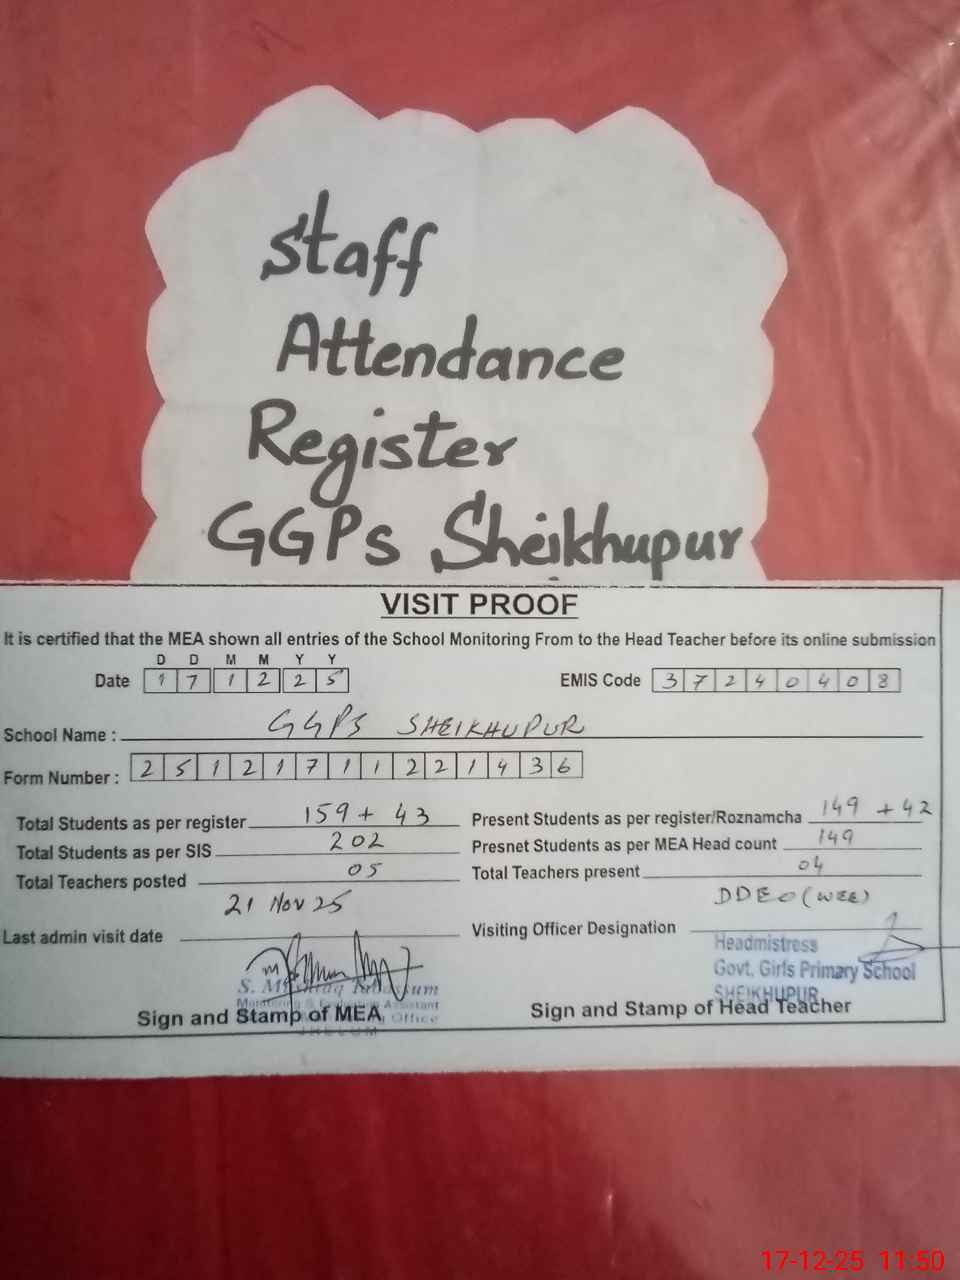 Staff
Attendance
Register
GGPS Sheikhupur
VISIT PROOF
It is certified that the MEA shown all entries of the School Monitoring From to the Head Teacher before its online submission
D D M M Y Y
Date 1 7 1 2 2 5 EMIS Code 3 7 2 4 0 4 0 8
School Name : GGPS SHEIKHUPUR
Form Number : 2 5 1 2 1 7 1 1 2 2 1 4 3 6
Total Students as per register 159 + 43 Present Students as per register/Roznamcha 149 + 42
Total Students as per SIS 202 Presnet Students as per MEA Head count 149
Total Teachers posted 05 Total Teachers present 04
Last admin visit date 21 Nov 25 Visiting Officer Designation DDEO (WEE)
Headmistress
Govt. Girls Primary School
SHEIKHUPUR
S.
Monitoring & Evaluation Assistant
Office
JHELUM
Sign and Stamp of MEA Sign and Stamp of Head Teacher
17-12-25 11:50